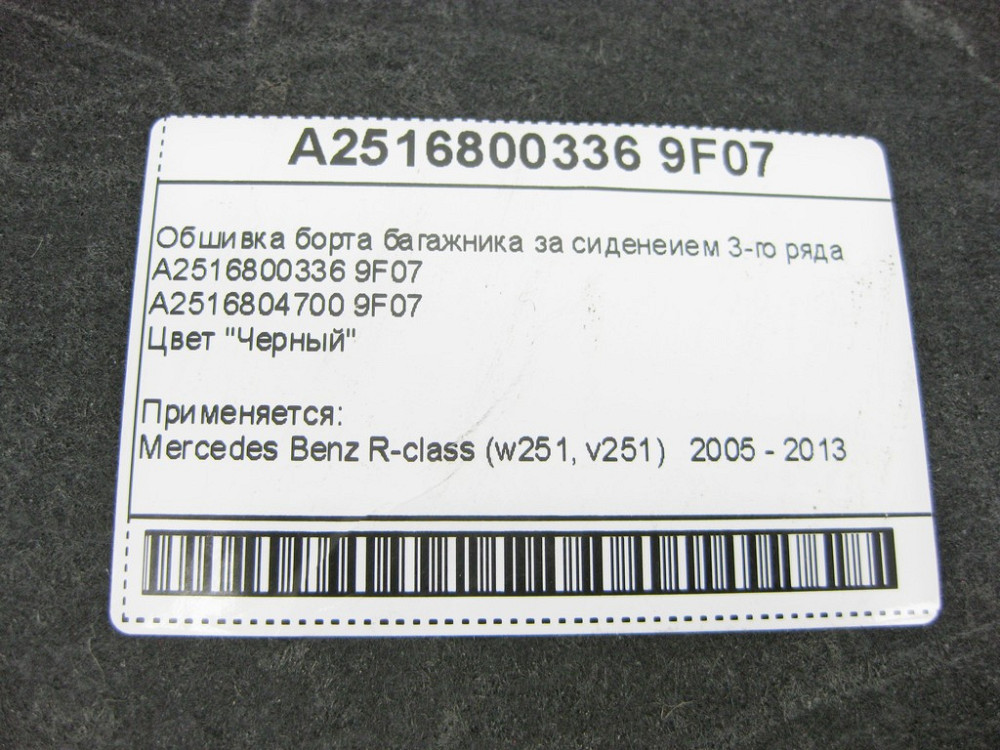 A2516800336 9F07
Обшивка борта багажника за сиденеием 3-го ряда
A2516800336 9F07
A2516804700 9F07
Цвет "Черный"
Применяется:
Mercedes Benz R-class (w251, v251) 2005 - 2013